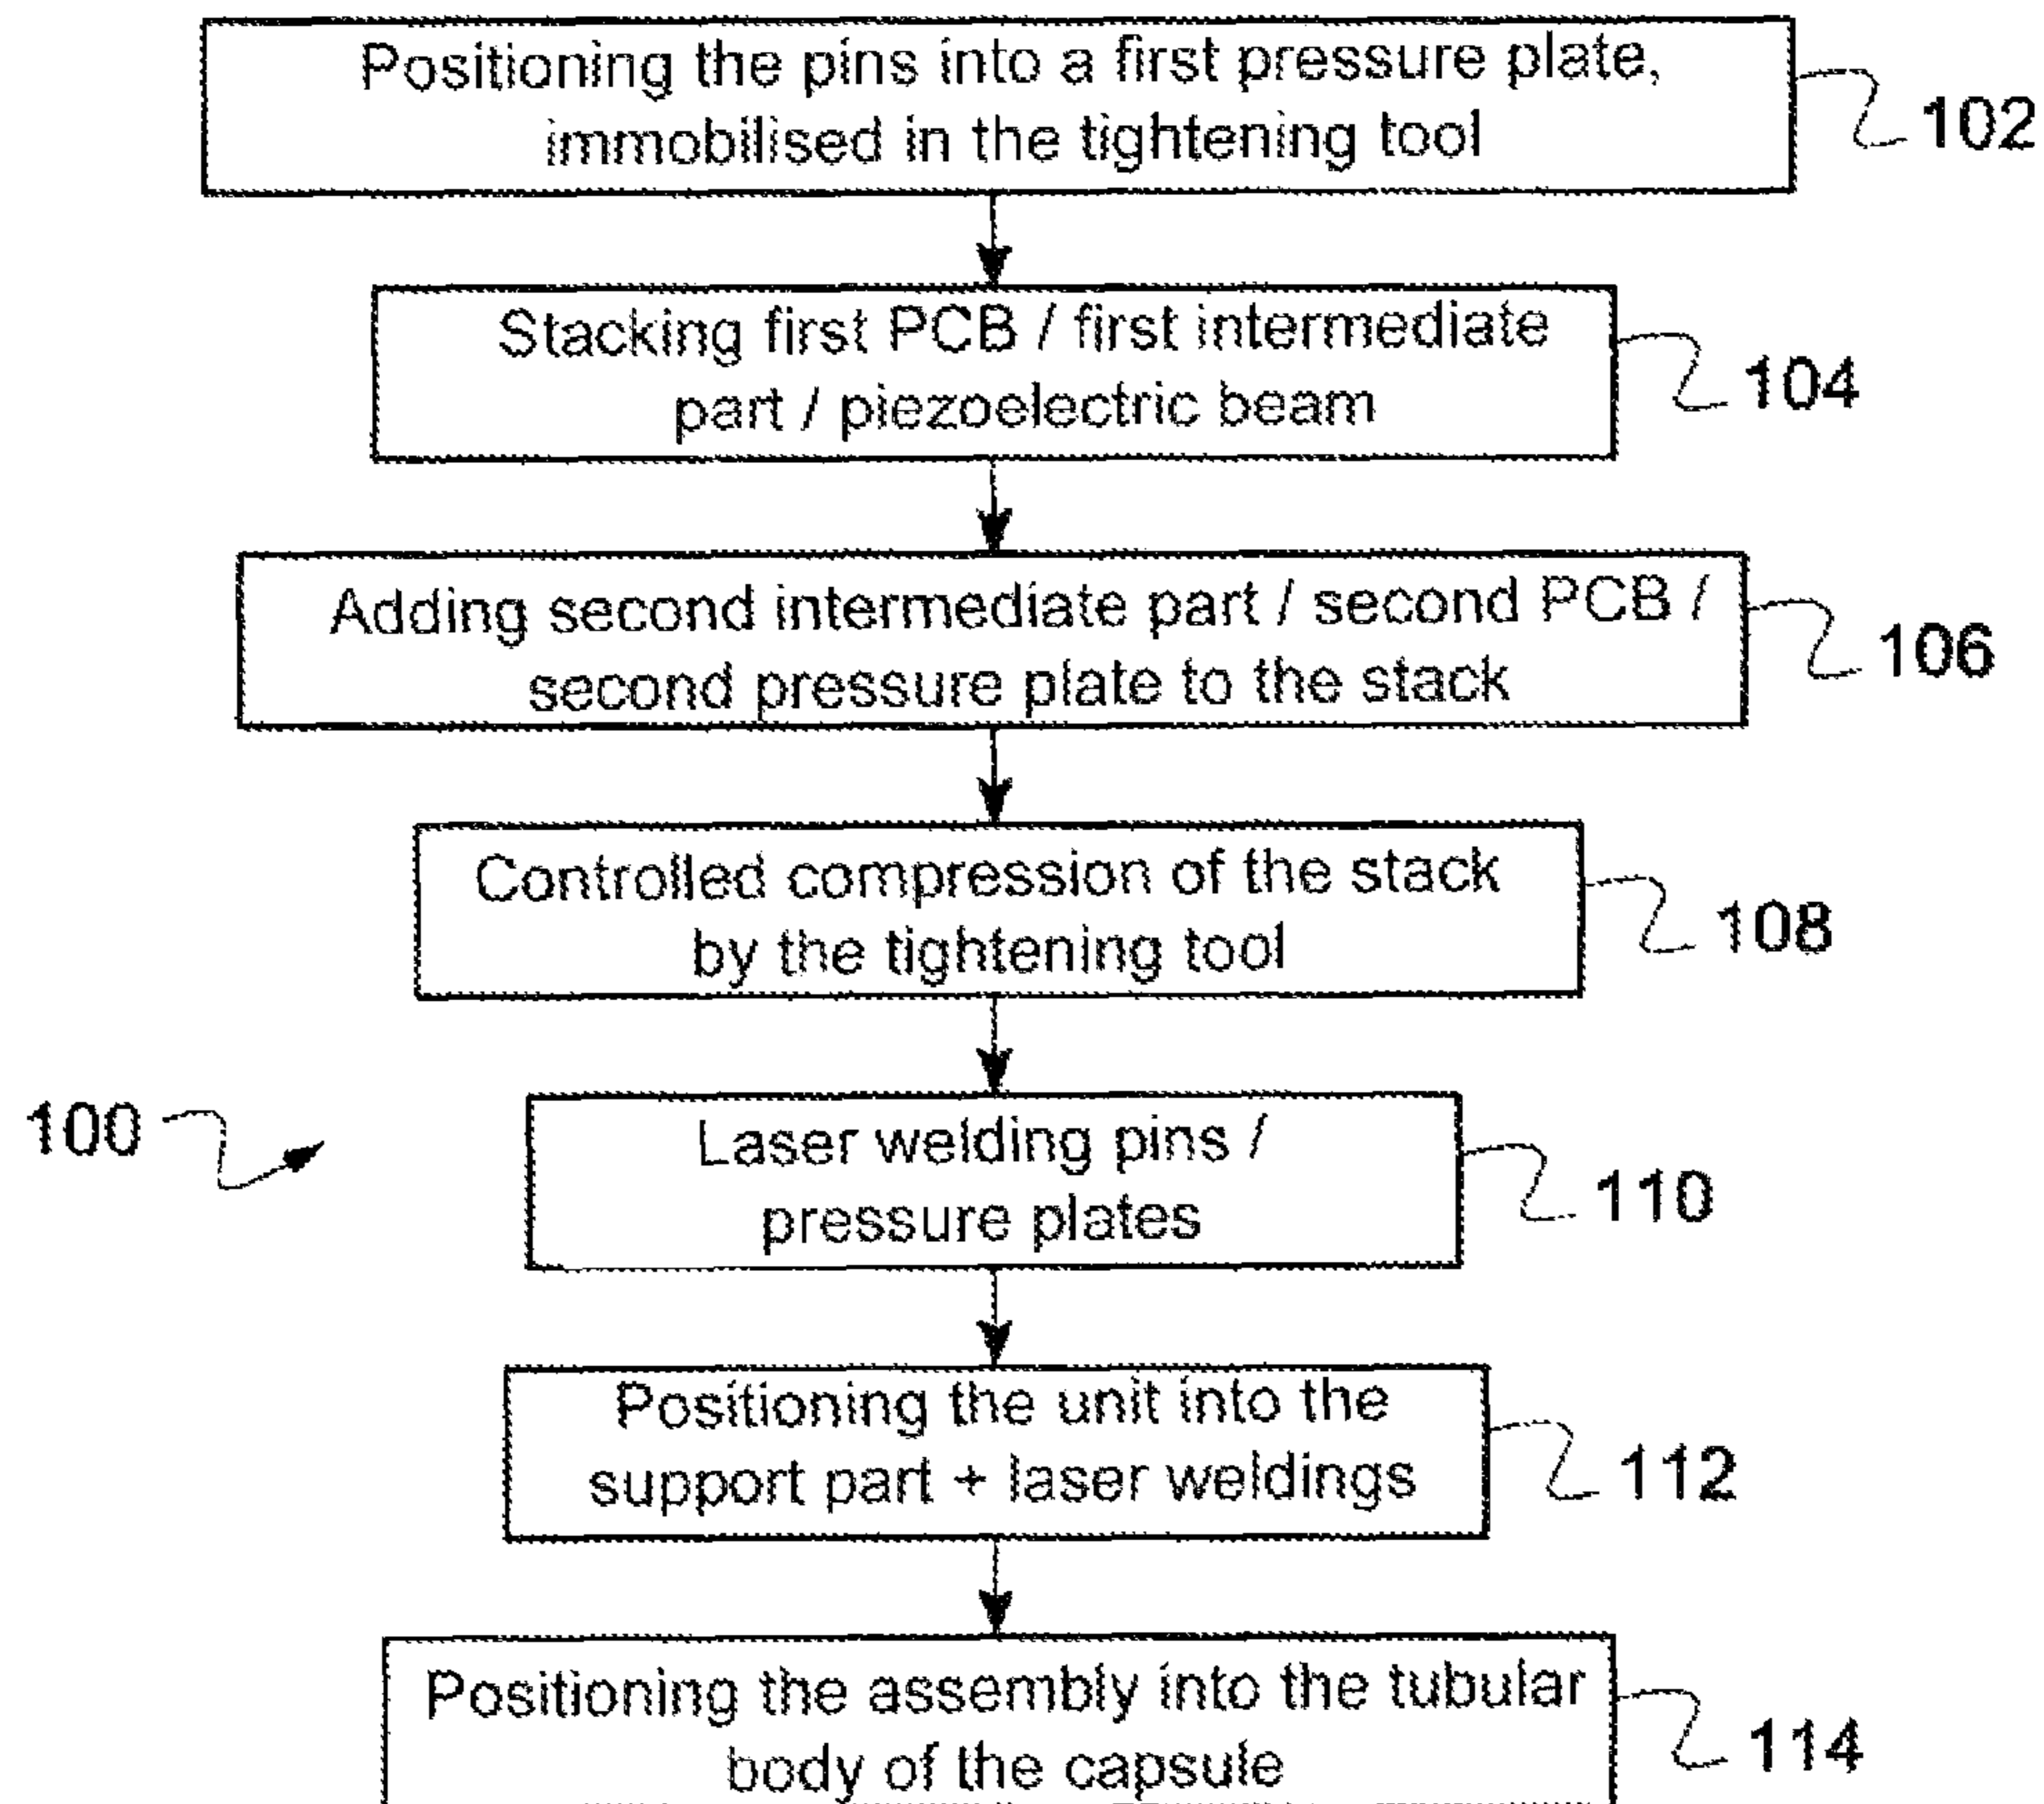 Positioning the pins into a first pressure plate,
immobilised in the tightening tool
102
Stacking first PCB / first intermediate
part / piezoelectric beam
104
Adding second intermediate part / second PCB /
second pressure plate to the stack
106
Controlled compression of the stack
by the tightening tool
108
100
Laser welding pins /
pressure plates
110
Positioning the unit into the
support part + laser weldings
112
Positioning the assembly into the tubular
body of the capsule
114